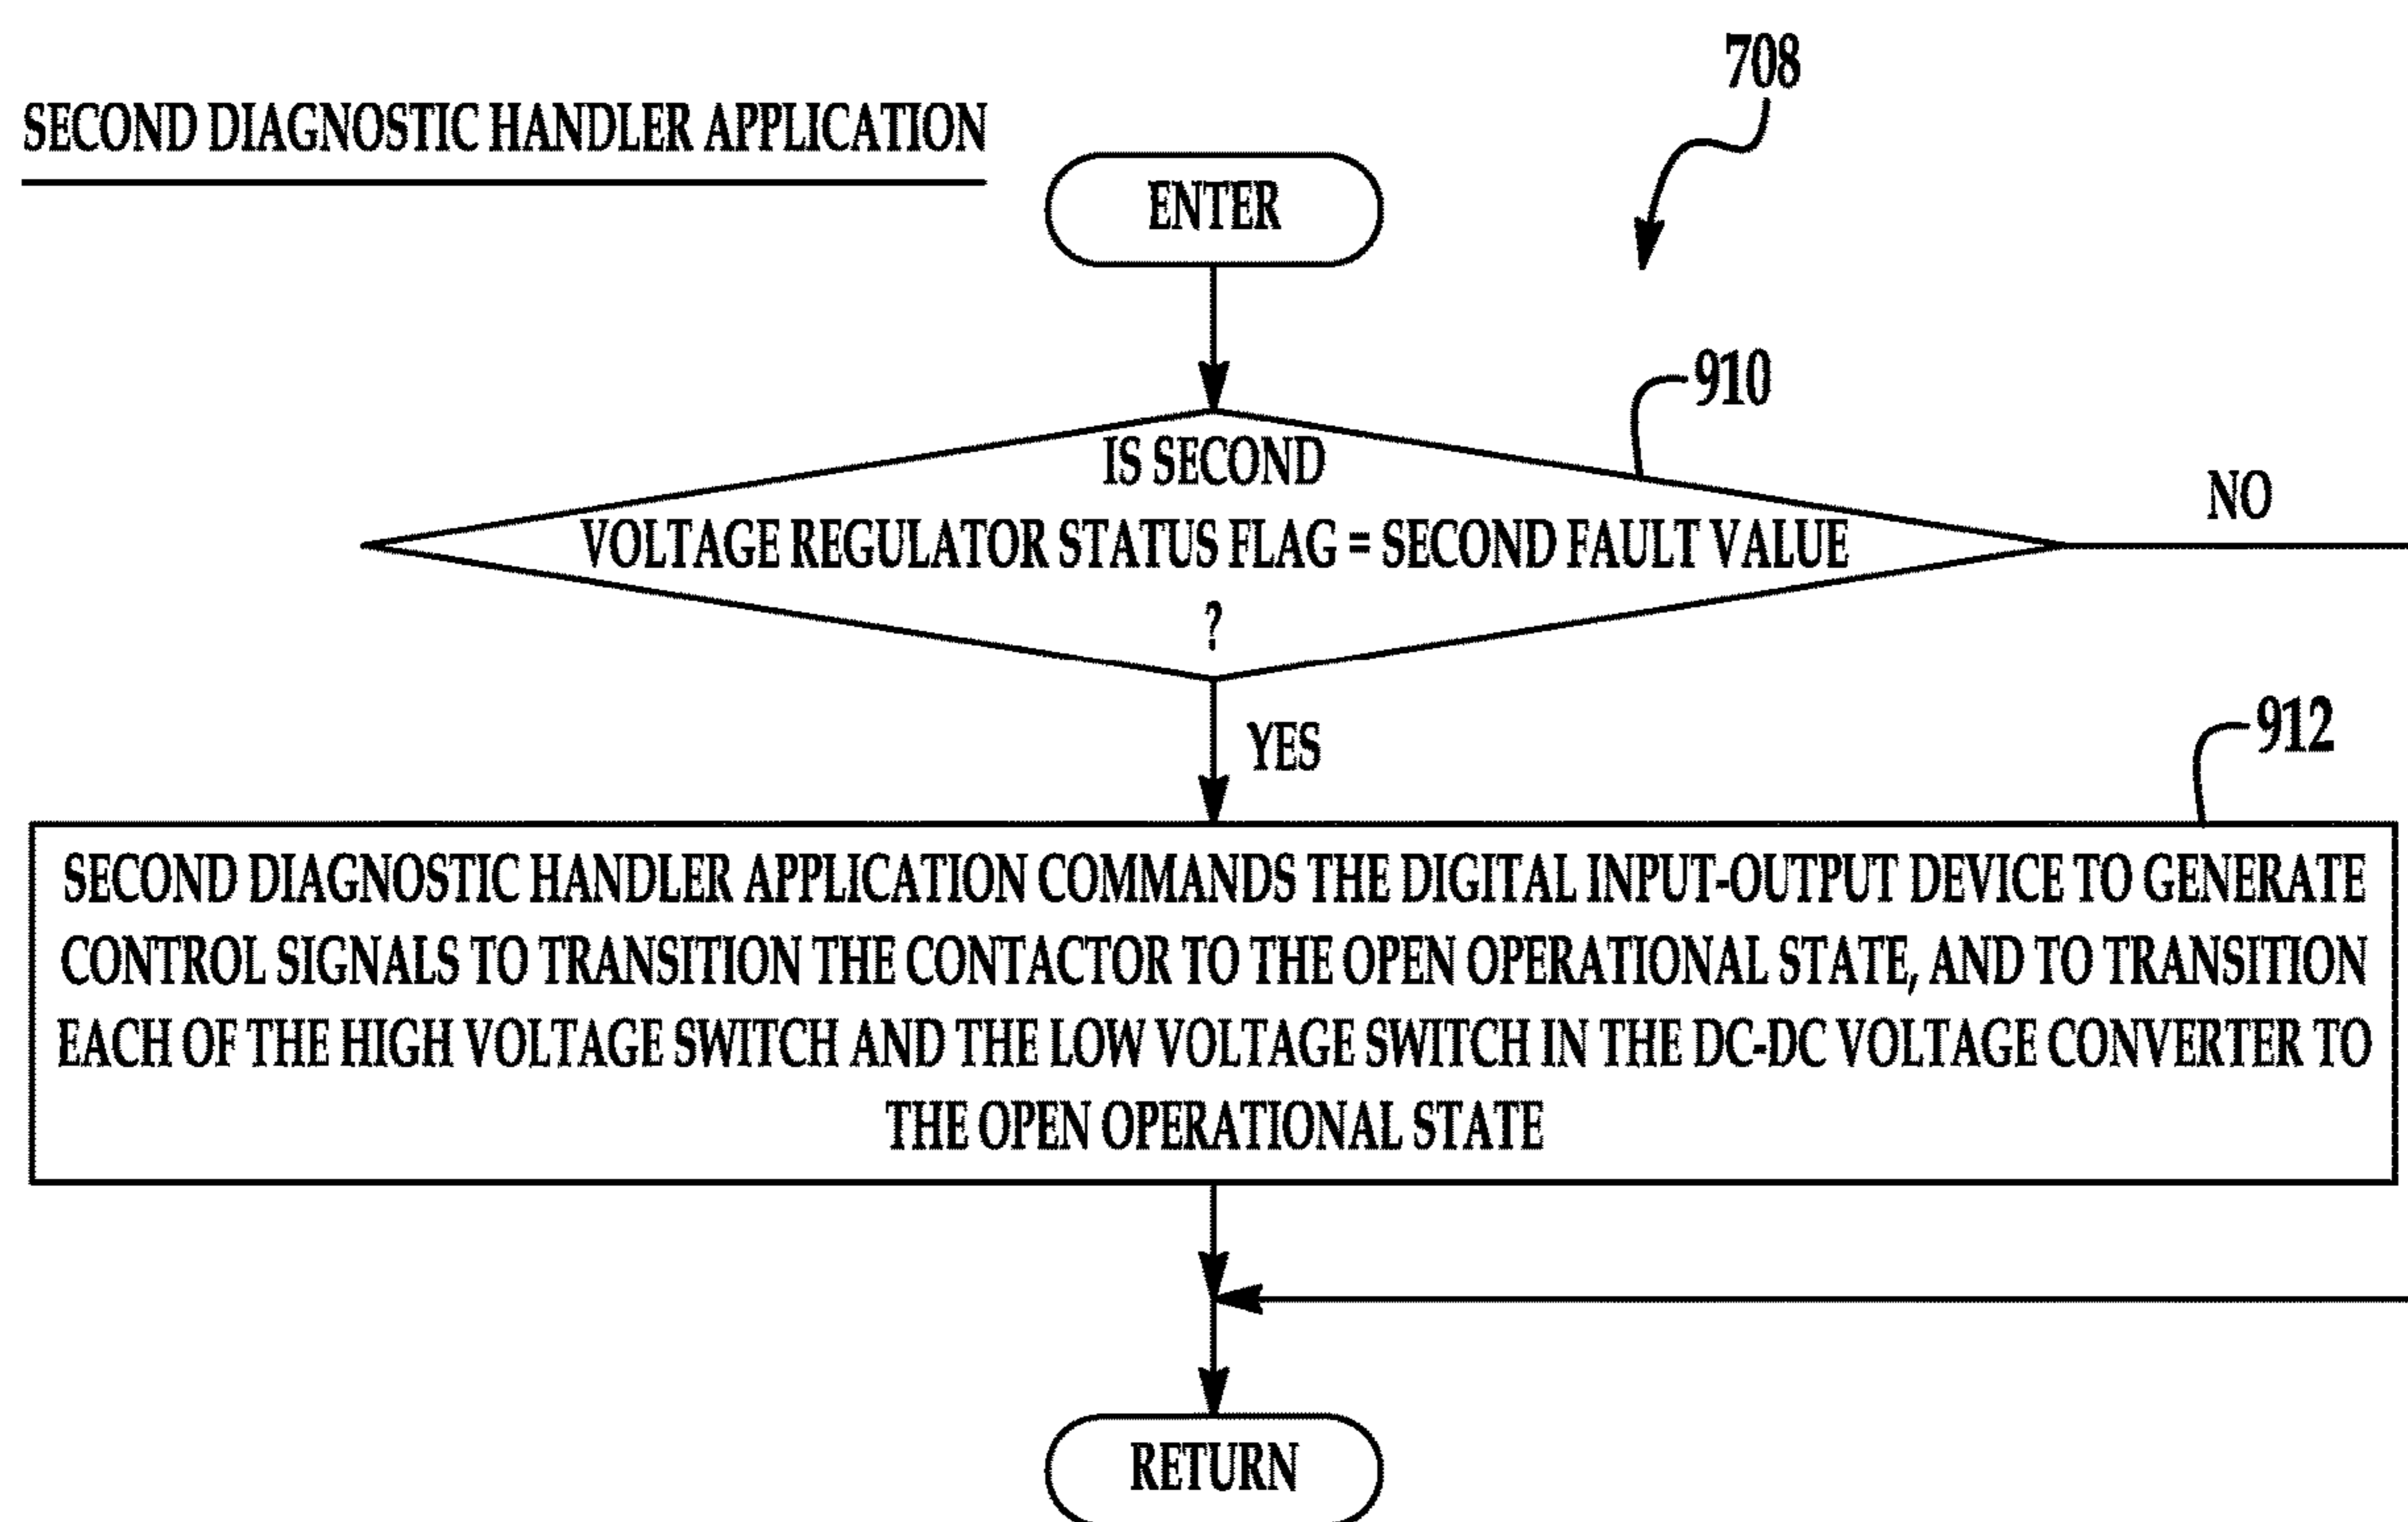 708
SECOND DIAGNOSTIC HANDLER APPLICATION
ENTER
910
IS SECOND
NO
VOLTAGE REGULATOR STATUS FLAG = SECOND FAULT VALUE
?
YES
912
SECOND DIAGNOSTIC HANDLER APPLICATION COMMANDS THE DIGITAL INPUT-OUTPUT DEVICE TO GENERATE
CONTROL SIGNALS TO TRANSITION THE CONTACTOR TO THE OPEN OPERATIONAL STATE, AND TO TRANSITION
EACH OF THE HIGH VOLTAGE SWITCH AND THE LOW VOLTAGE SWITCH IN THE DC-DC VOLTAGE CONVERTER TO
THE OPEN OPERATIONAL STATE
RETURN